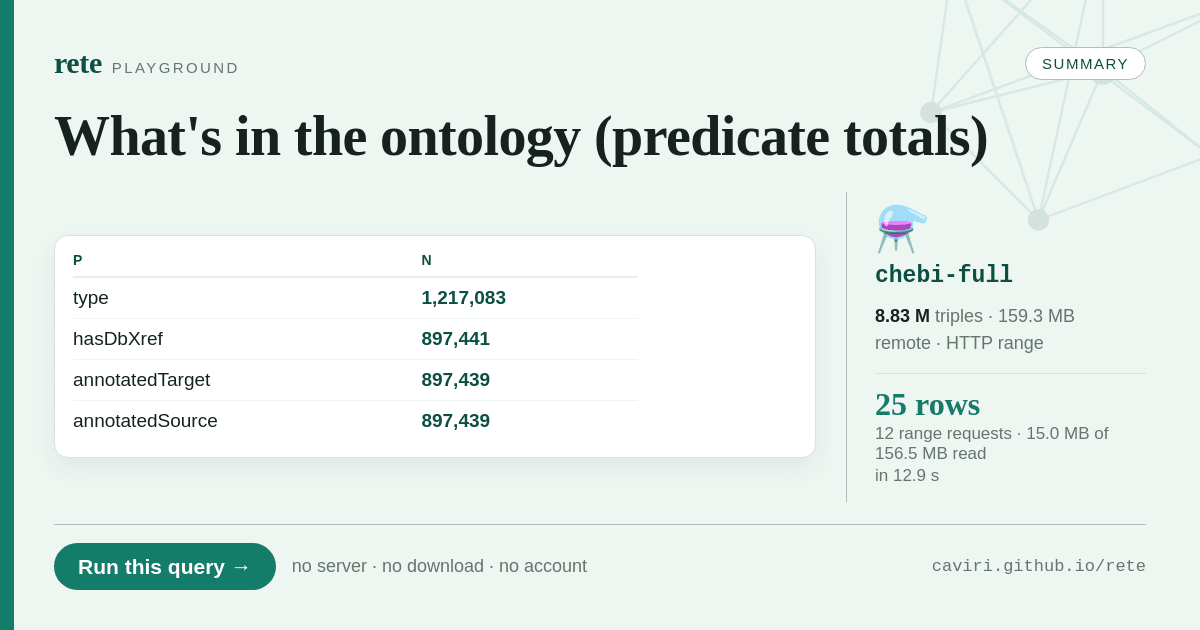 rete PLAYGROUND
SUMMARY
What's in the ontology (predicate totals)
P N
type 1,217,083
hasDbXref 897,441
annotatedTarget 897,439
annotatedSource 897,439
chebi-full
8.83 M triples · 159.3 MB
remote · HTTP range
25 rows
12 range requests · 15.0 MB of
156.5 MB read
in 12.9 s
Run this query →
no server · no download · no account
caviri.github.io/rete